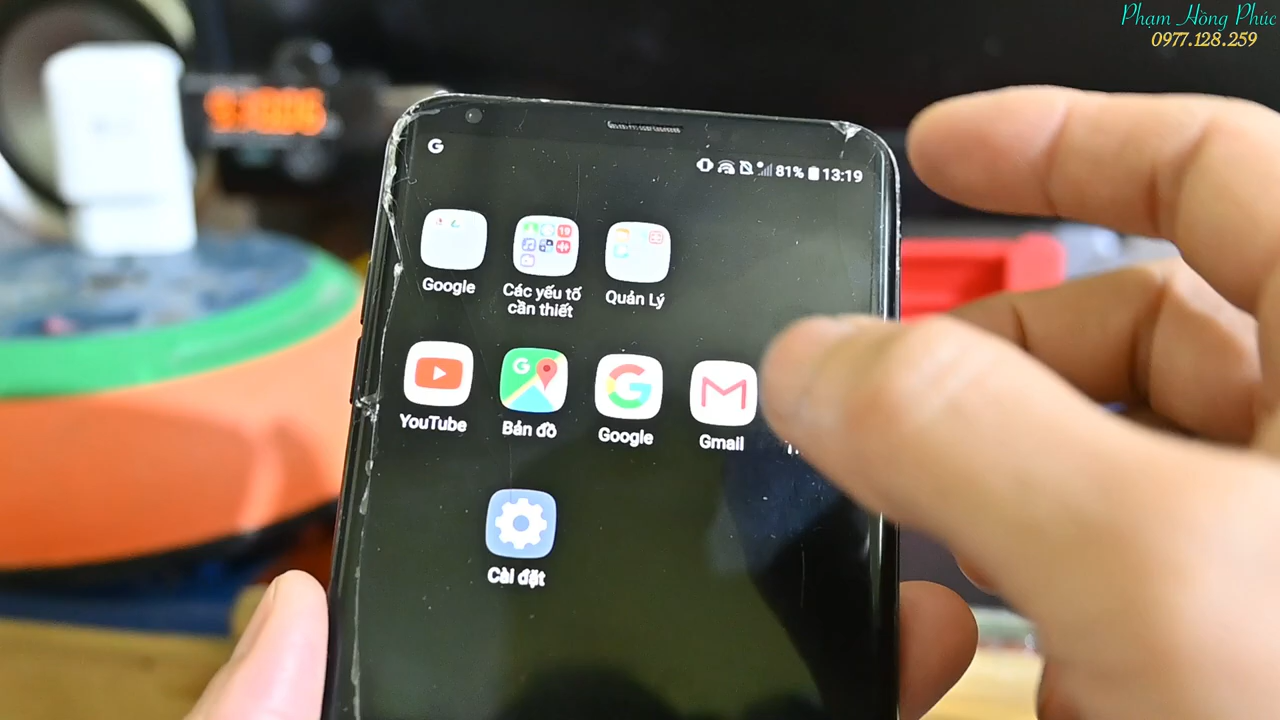 Phạm Hồng Phúc
0977.128.259
G
81% 13:19
19
Google
Các yếu tố
cần thiết
Quản Lý
G
YouTube
Bản đồ
Google
Gmail
Cài đặt